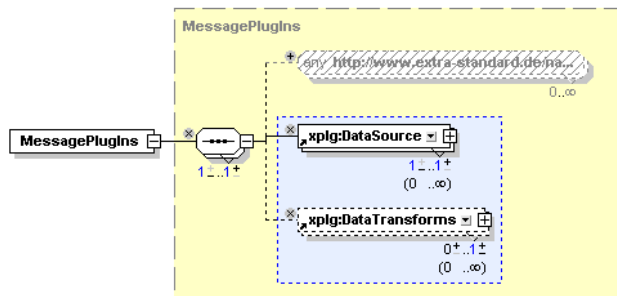 MessagePlugIns
any http://www.extra-standard.de/na...
0..∞
MessagePlugIns
1±..1±
xplg:DataSource
1±..1±
(0 ..∞)
xplg:DataTransforms
0±..1±
(0 ..∞)